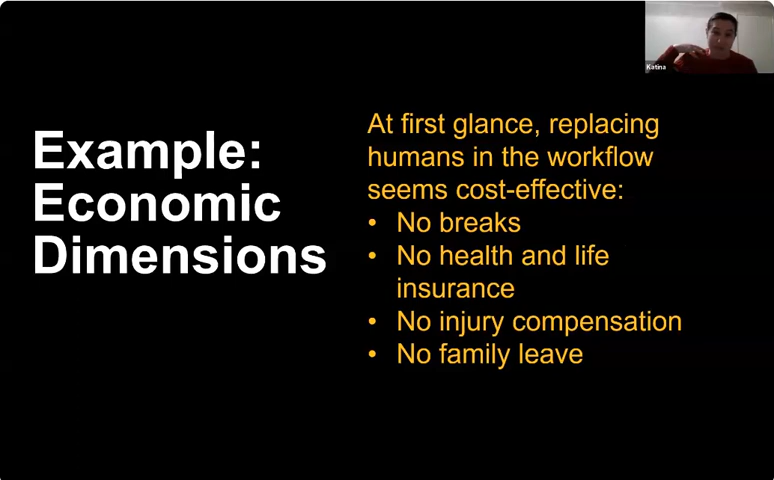 Katina
Example:
Economic
Dimensions
At first glance, replacing
humans in the workflow
seems cost-effective:
• No breaks
• No health and life
insurance
• No injury compensation
• No family leave